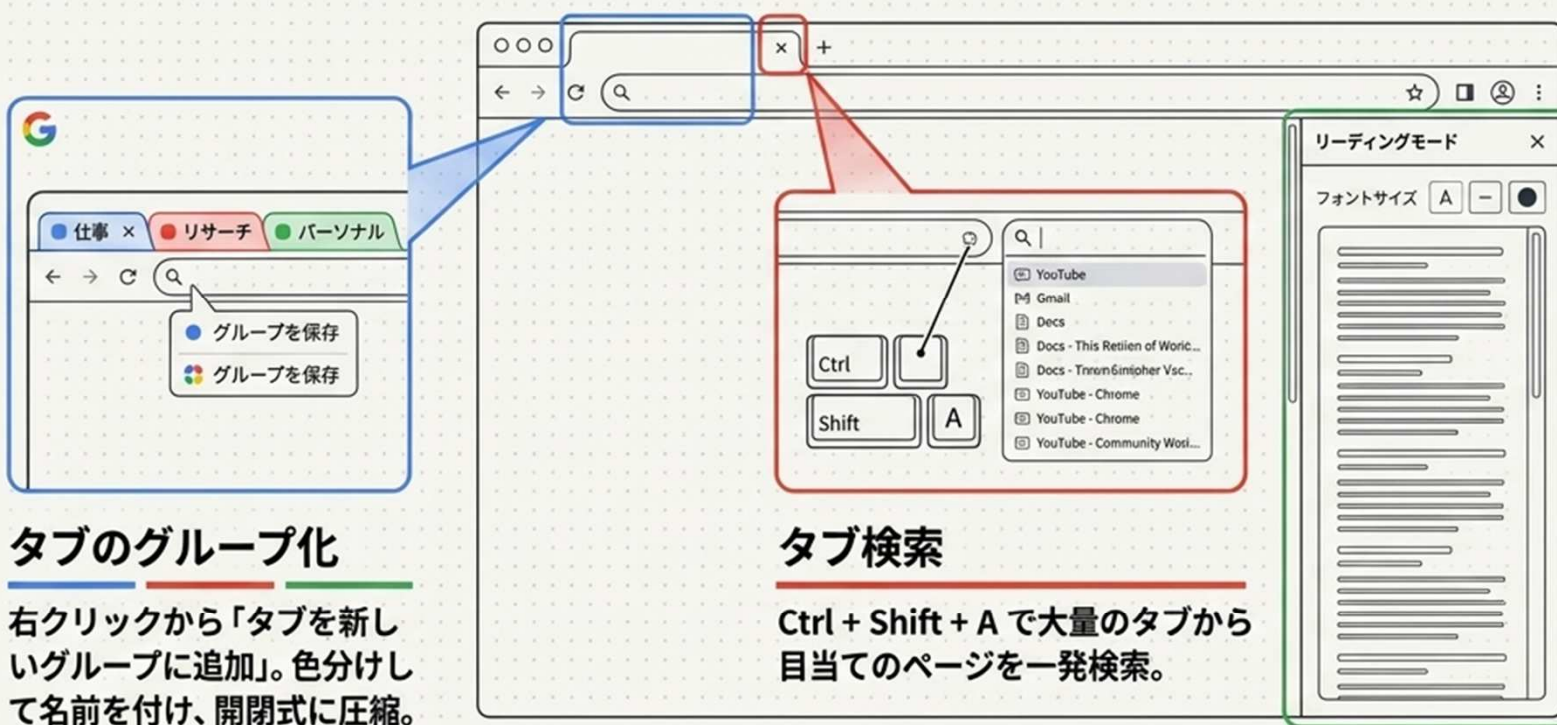 仕事
リサーチ
パーソナル
グループを保存
グループを保存
タブのグループ化
右クリックから「タブを新し
いグループに追加」。色分けし
て名前を付け、開閉式に圧縮。
Ctrl
Shift
A
YouTube
Gmail
Decs
Docs - This
Docs -
YouTube - Chrome
YouTube - Chrome
YouTube - Community
タブ検索
Ctrl + Shift + A で大量のタブから
目当てのページを一発検索。
リーディングモード
フォントサイズ A